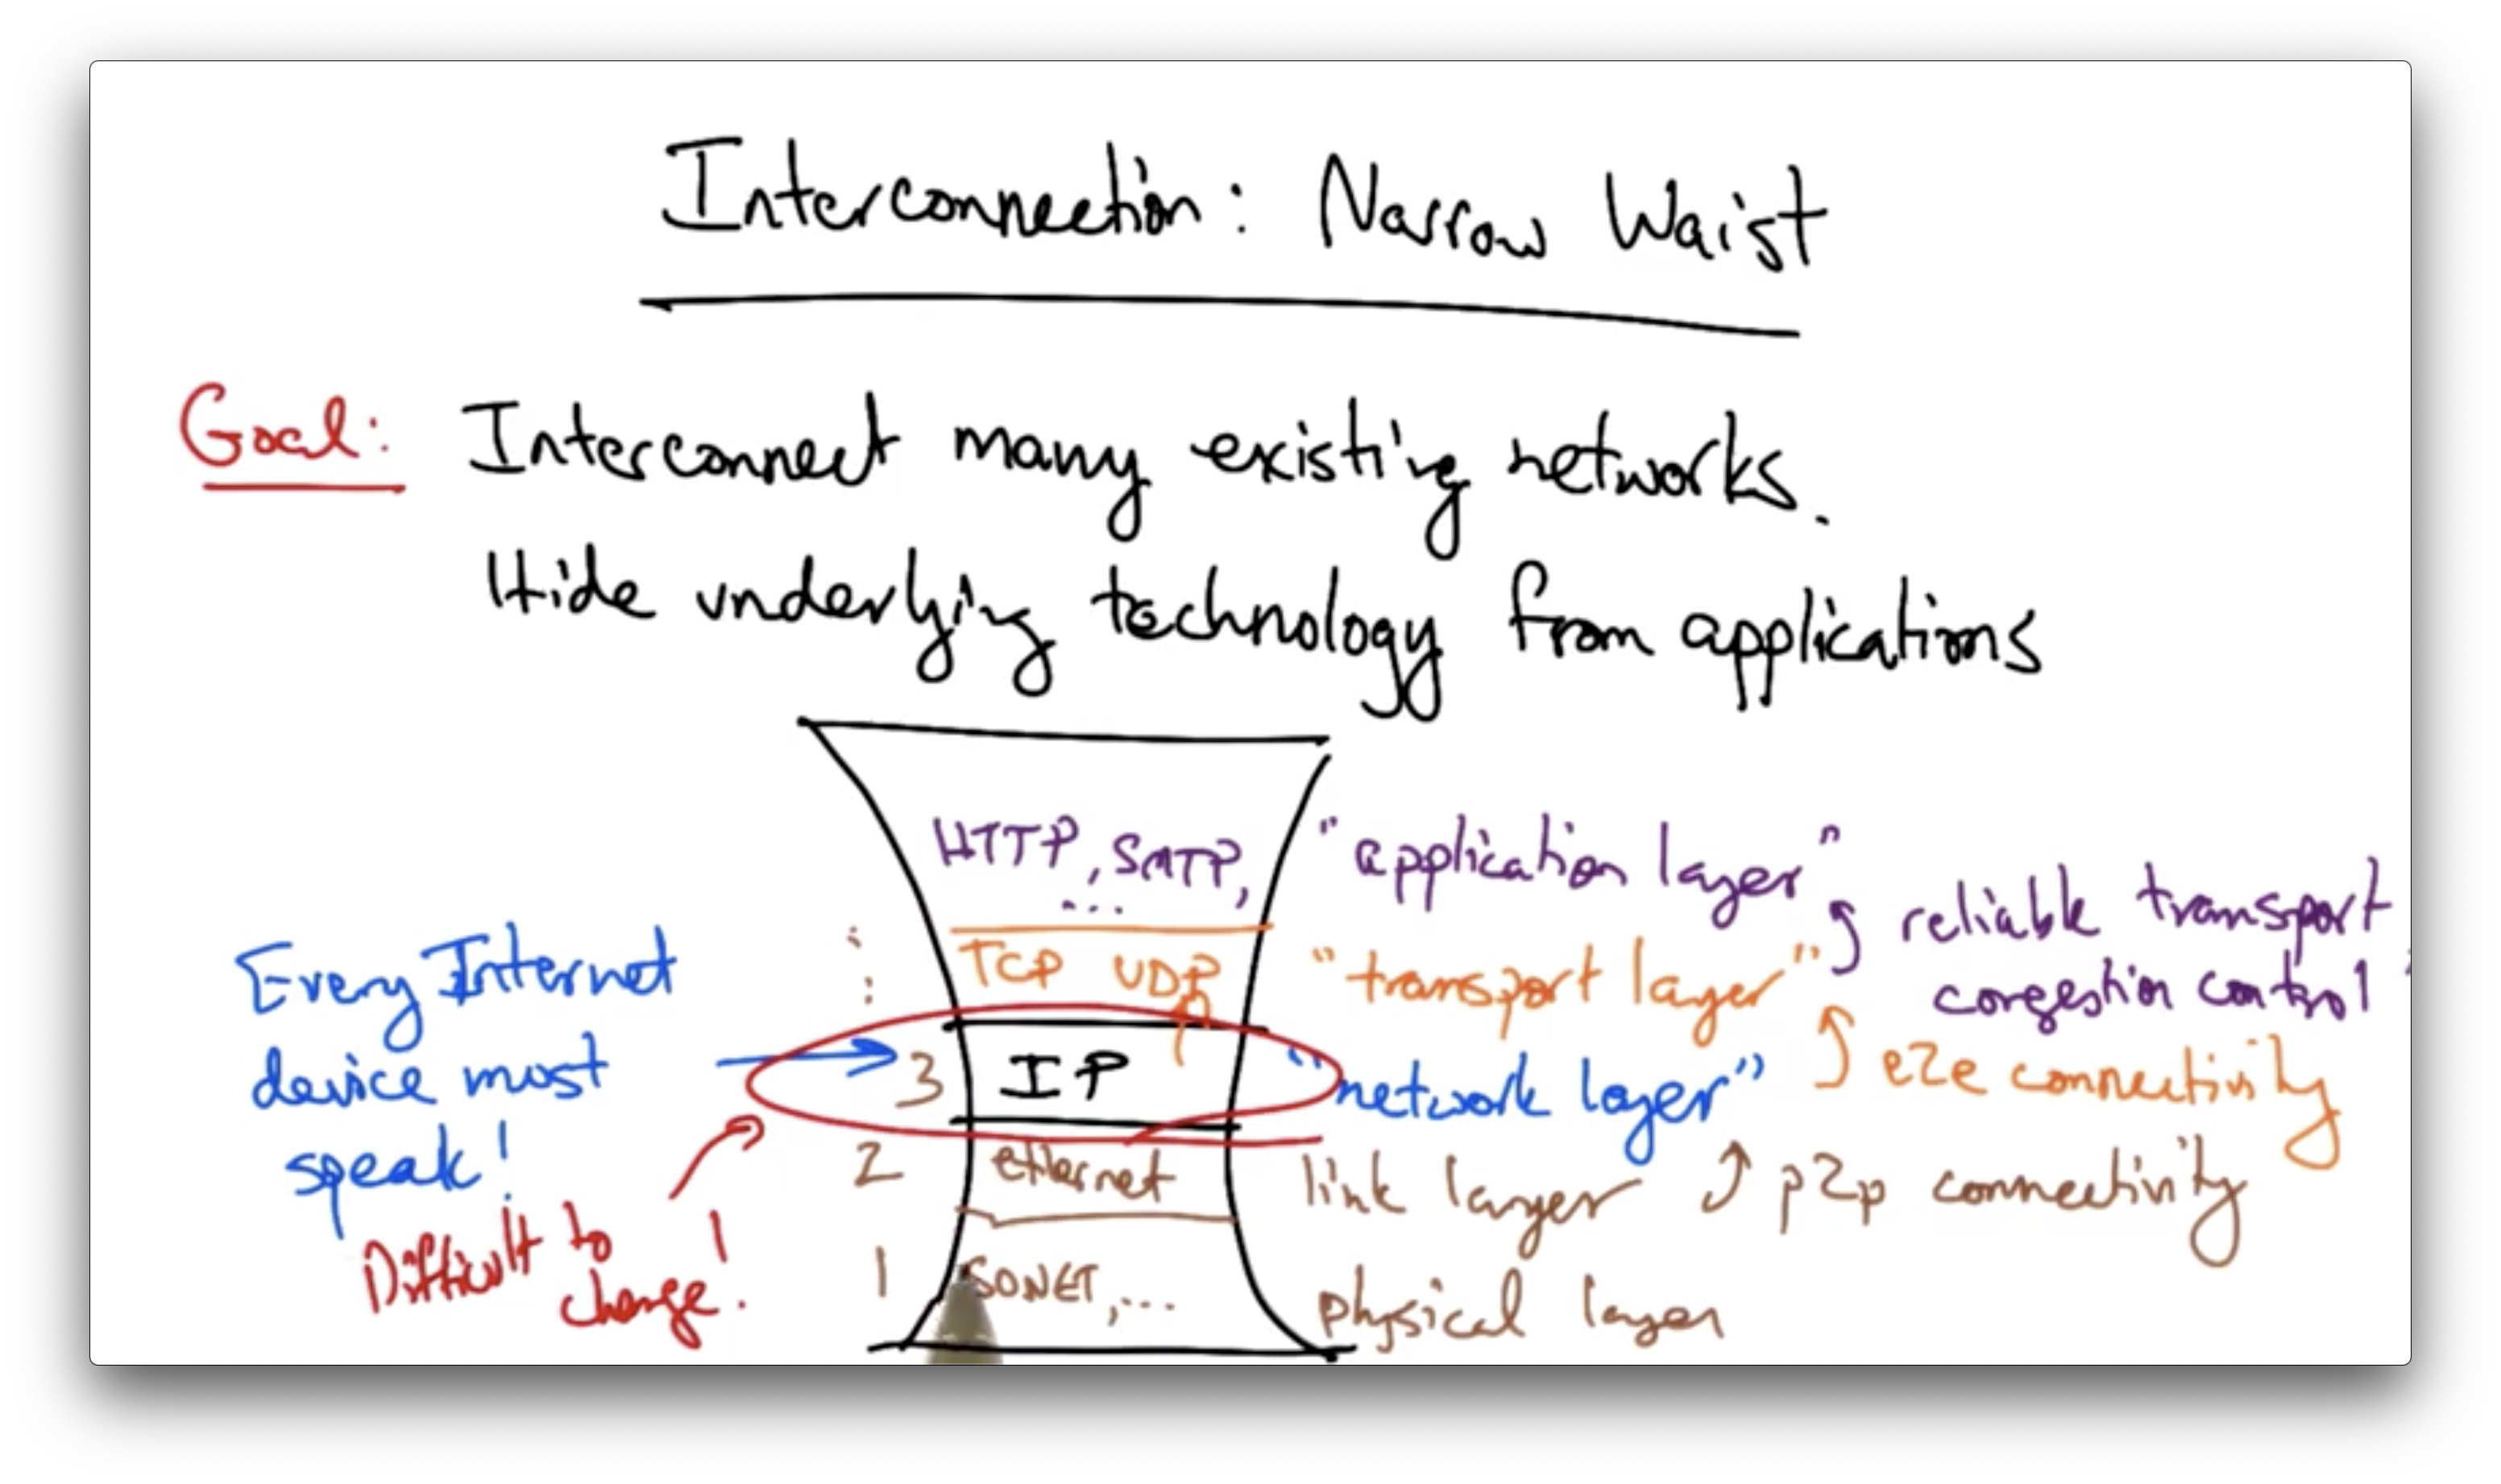 Interconnection: Narrow Waist
Goal: Interconnect many existing networks.
Hide underlying technology from applications
HTTP, SMTP, ...
"application layer"
reliable transport
congestion control
TCP UDP
"transport layer"
Every Internet
device must
speak!
3 IP
"network layer"
e2e connectivity
2 ethernet
link layer
p2p connectivity
Difficult to
change!
1 SONET, ...
physical layer